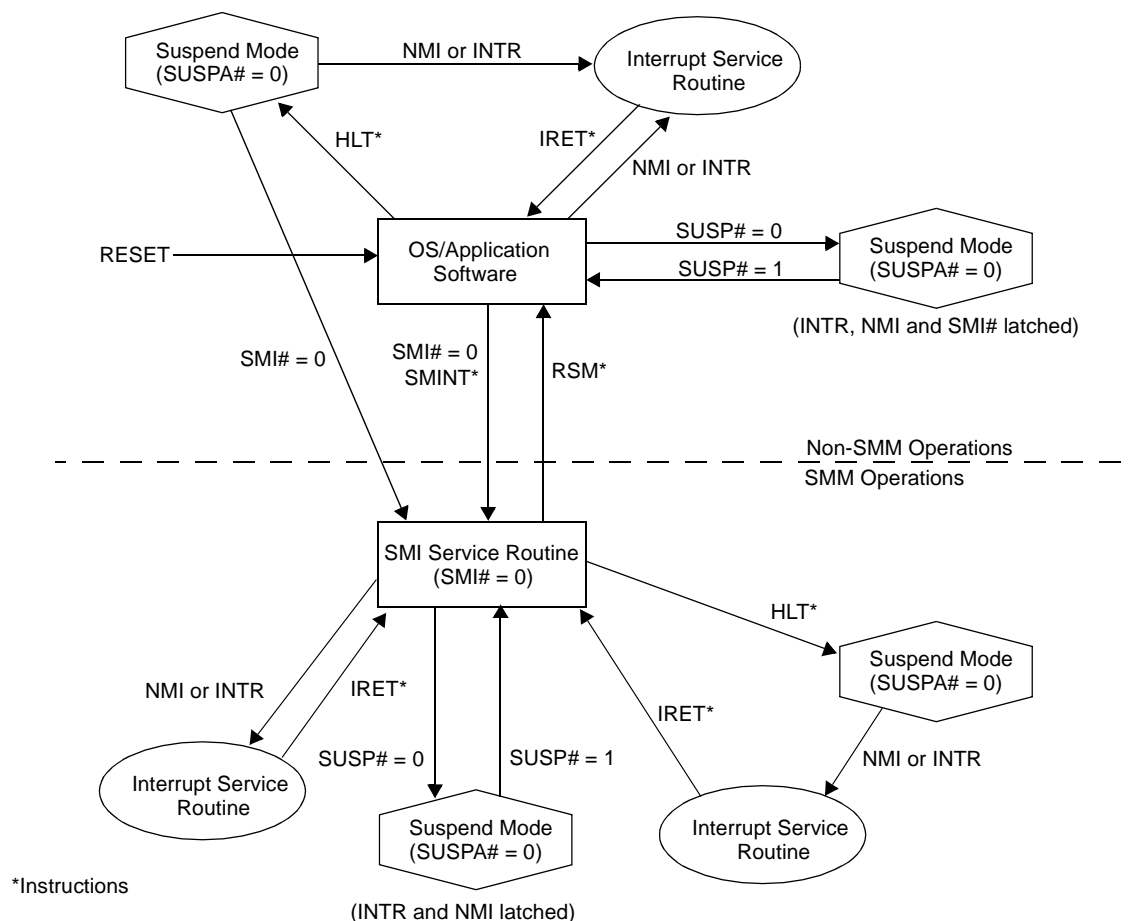 Suspend Mode
(SUSPA# = 0)
NMI or INTR
Interrupt Service
Routine
HLT*
IRET*
NMI or INTR
RESET
OS/Application
Software
SUSP# = 0
SUSP# = 1
Suspend Mode
(SUSPA# = 0)
(INTR, NMI and SMI# latched)
SMI# = 0
SMI# = 0
SMINT*
RSM*
Non-SMM Operations
SMM Operations
SMI Service Routine
(SMI# = 0)
HLT*
Suspend Mode
(SUSPA# = 0)
NMI or INTR
IRET*
IRET*
SUSP# = 0
SUSP# = 1
NMI or INTR
Interrupt Service
Routine
Suspend Mode
(SUSPA# = 0)
Interrupt Service
Routine
*Instructions
(INTR and NMI latched)